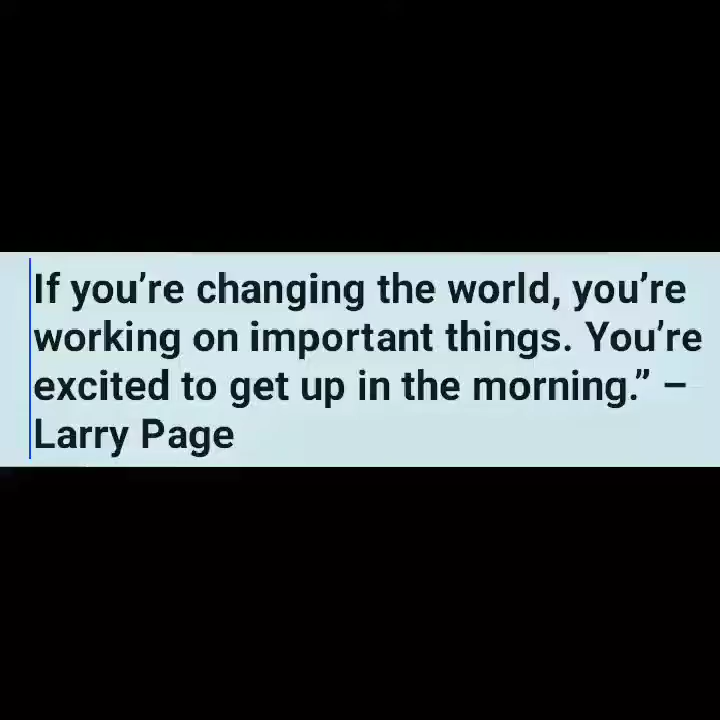 If you’re changing the world, you’re
working on important things. You’re
excited to get up in the morning.” –
Larry Page